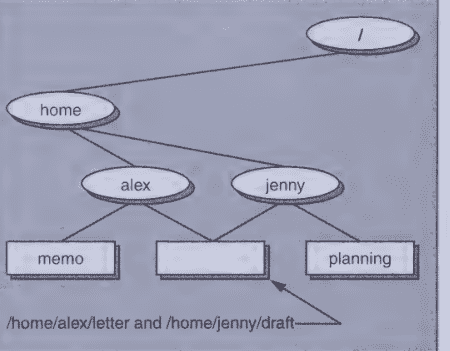 /
home
alex
jenny
memo
planning
/home/alex/letter and /home/jenny/draft